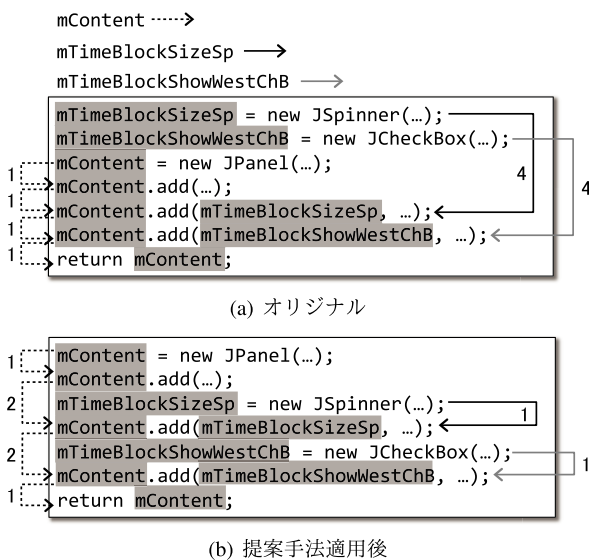 mContent
mTimeBlockSizeSp
mTimeBlockShowWestChB
mTimeBlockSizeSp = new JSpinner(…);
mTimeBlockShowWestChB = new JCheckBox(…);
1 mContent = new JPanel(…);
1 mContent.add(…); 4 4
1 mContent.add(mTimeBlockSizeSp, …);
1 mContent.add(mTimeBlockShowWestChB, …);
return mContent;
(a) オリジナル
1 mContent = new JPanel(…);
mContent.add(…);
2 mTimeBlockSizeSp = new JSpinner(…); 1
mContent.add(mTimeBlockSizeSp, …);
2 mTimeBlockShowWestChB = new JCheckBox(…); 1
mContent.add(mTimeBlockShowWestChB, …);
1 return mContent;
(b) 提案手法適用後